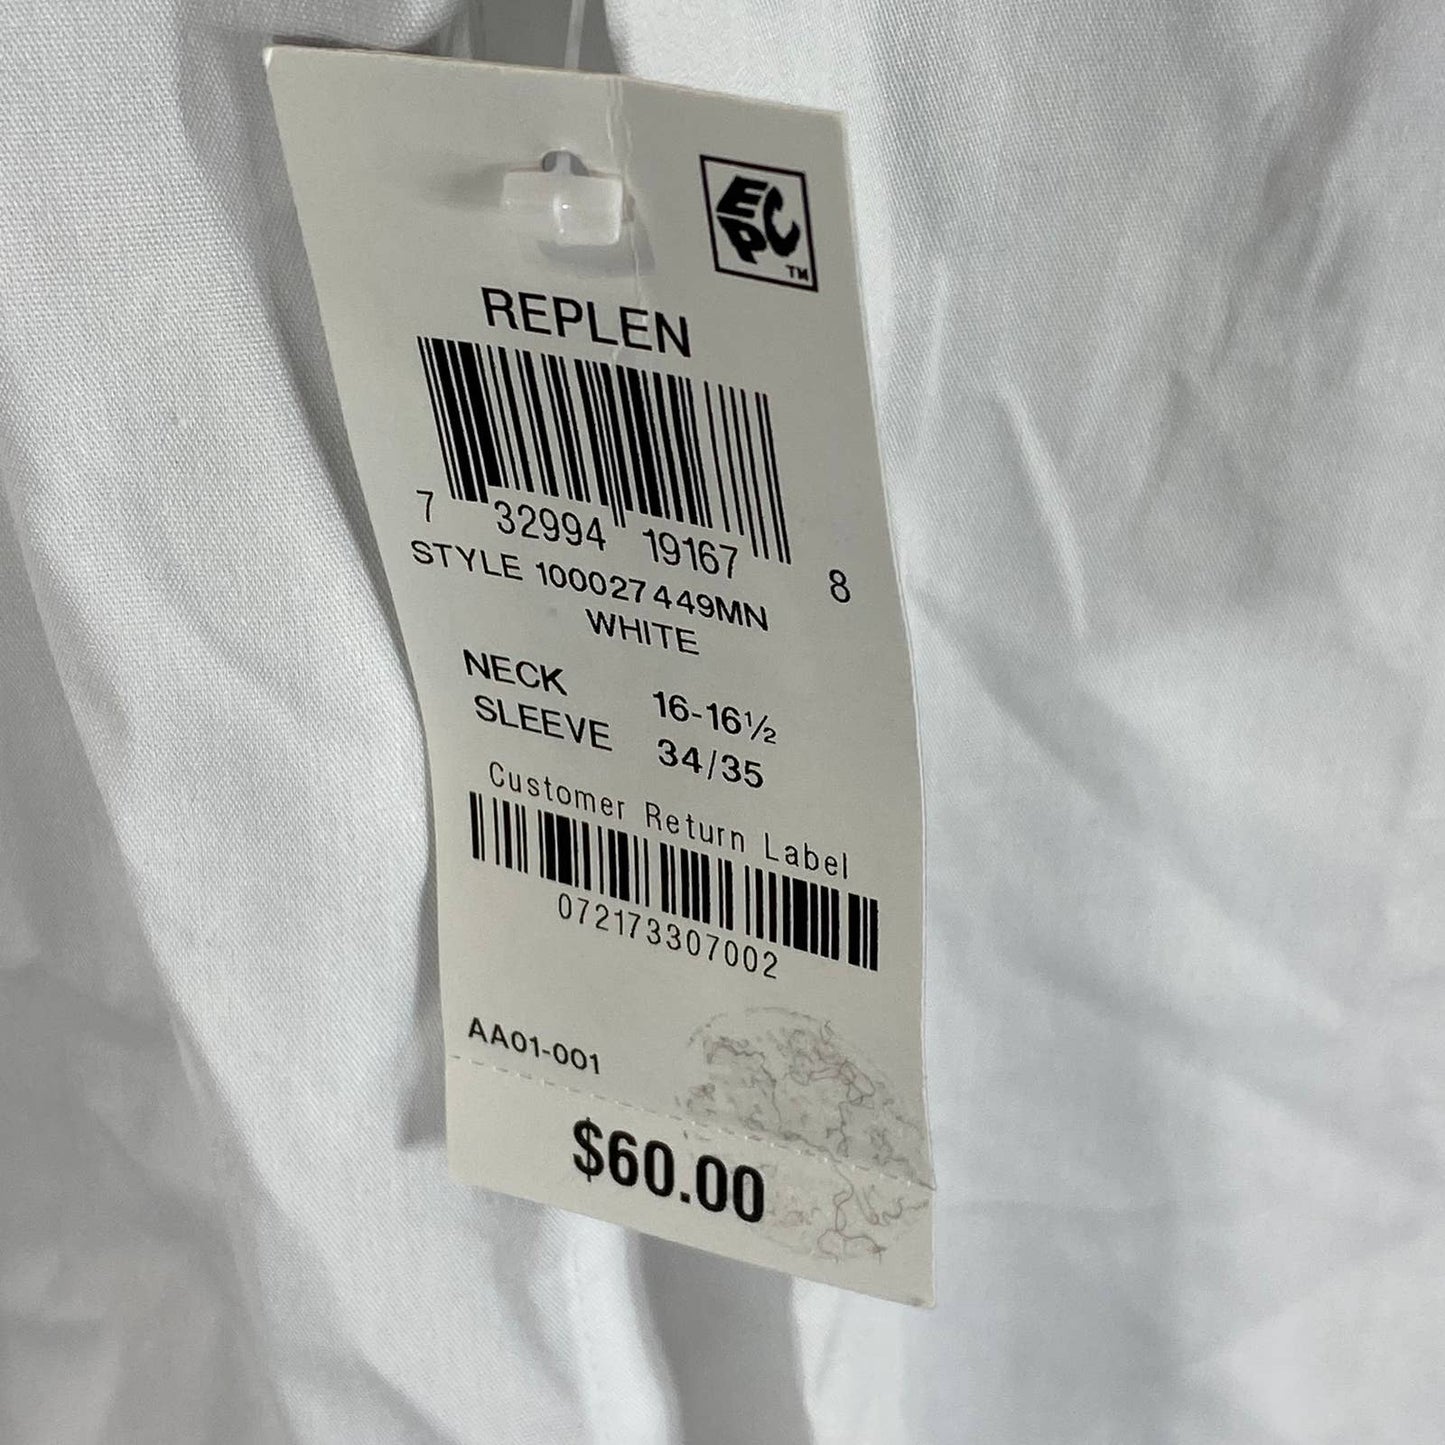 EPC
TM
REPLEN
7 32994 19167 8
STYLE 100027449MN
WHITE
NECK 16-16½
SLEEVE 34/35
Customer Return Label
072173307002
AA01-001
$60.00